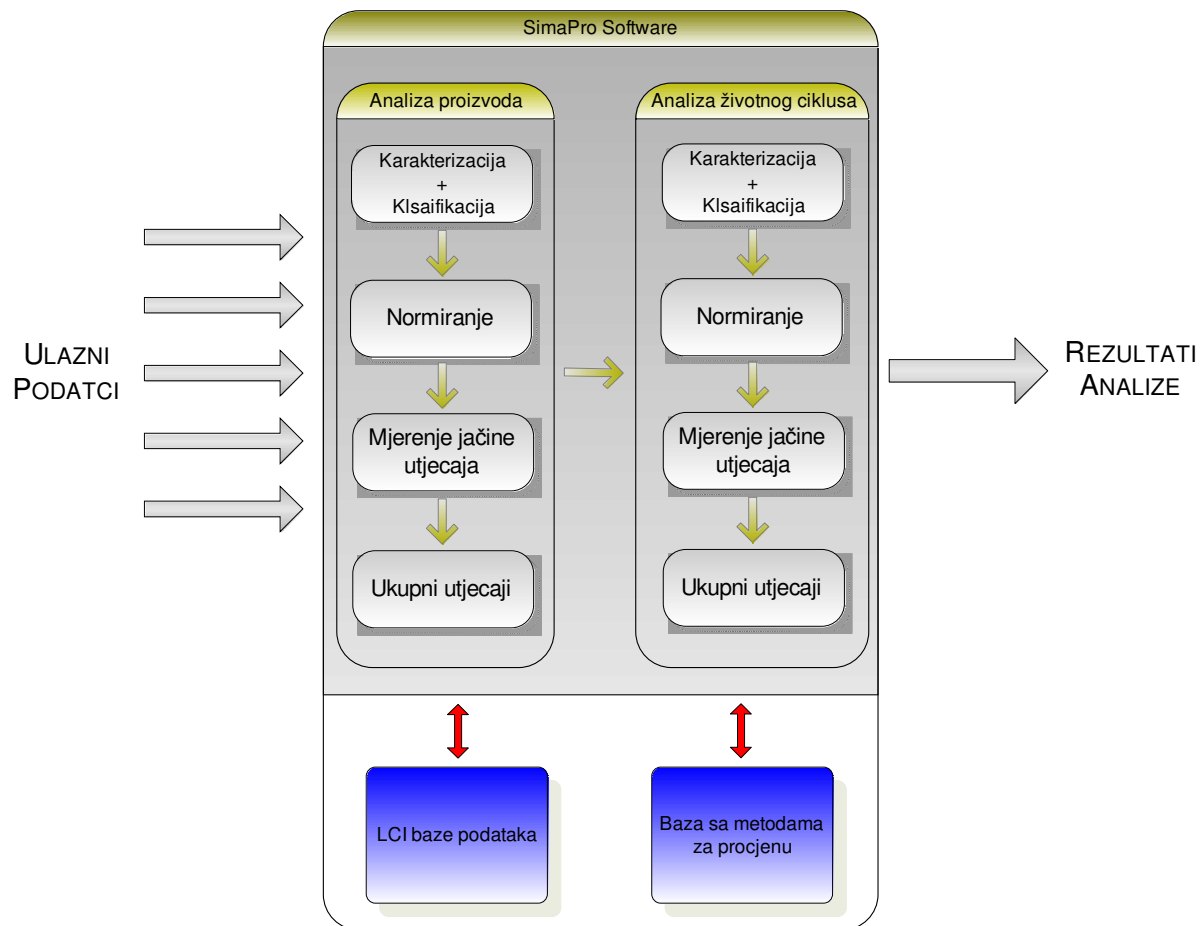 SimaPro Software
Analiza proizvoda
Karakterizacija
+
Klsaifikacija
Normiranje
Mjerenje jačine
utjecaja
Ukupni utjecaji
Analiza životnog ciklusa
Karakterizacija
+
Klsaifikacija
Normiranje
Mjerenje jačine
utjecaja
Ukupni utjecaji
ULAZNI
PODATCI
REZULTATI
ANALIZE
LCI baze podataka
Baza sa metodama
za procjenu